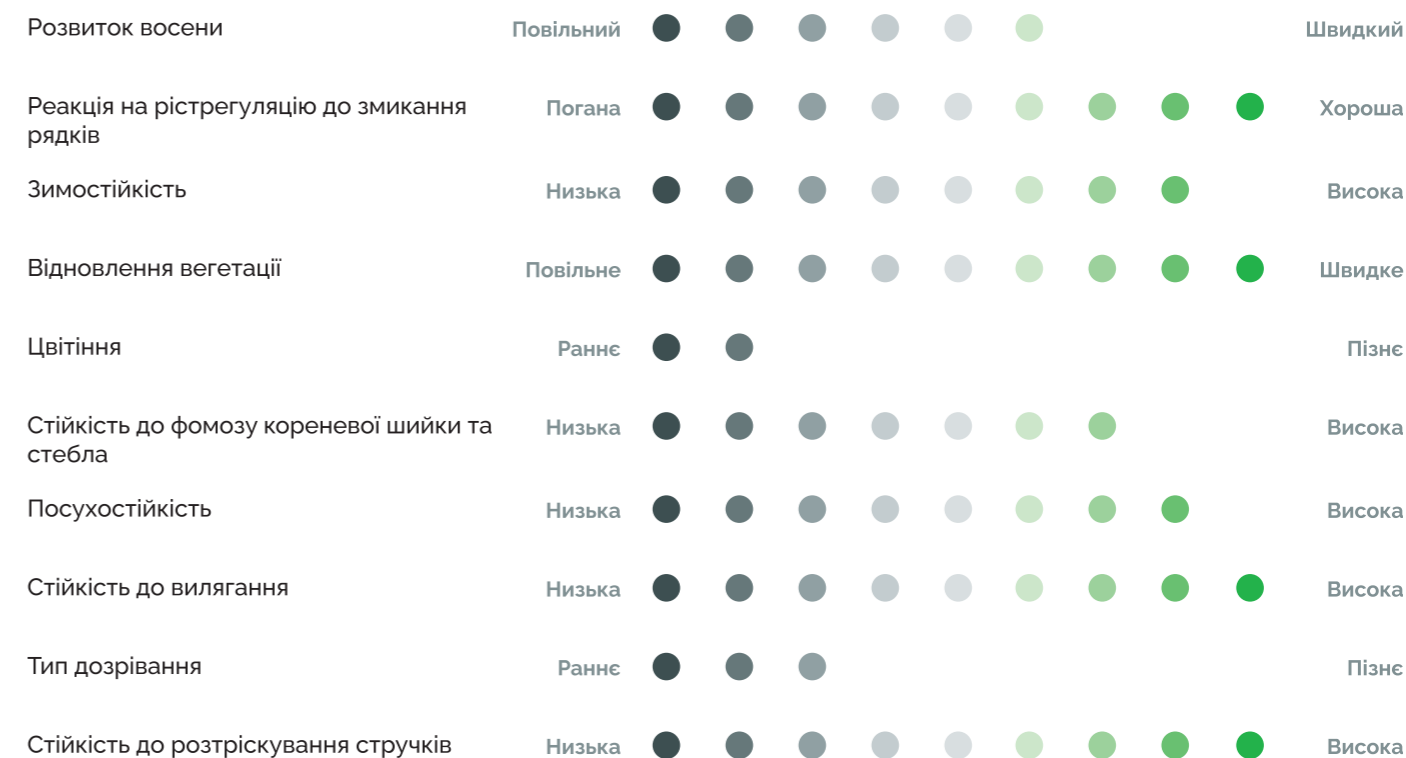 Розвиток восени Повільний Швидкий
Реакція на рістрегуляцію до змикання Погана Хороша
рядків
Зимостійкість Низька Висока
Відновлення вегетації Повільне Швидке
Цвітіння Раннє Пізнє
Стійкість до фомозу кореневої шийки та Низька Висока
стебла
Посухостійкість Низька Висока
Стійкість до вилягання Низька Висока
Тип дозрівання Раннє Пізнє
Стійкість до розтріскування стручків Низька Висока